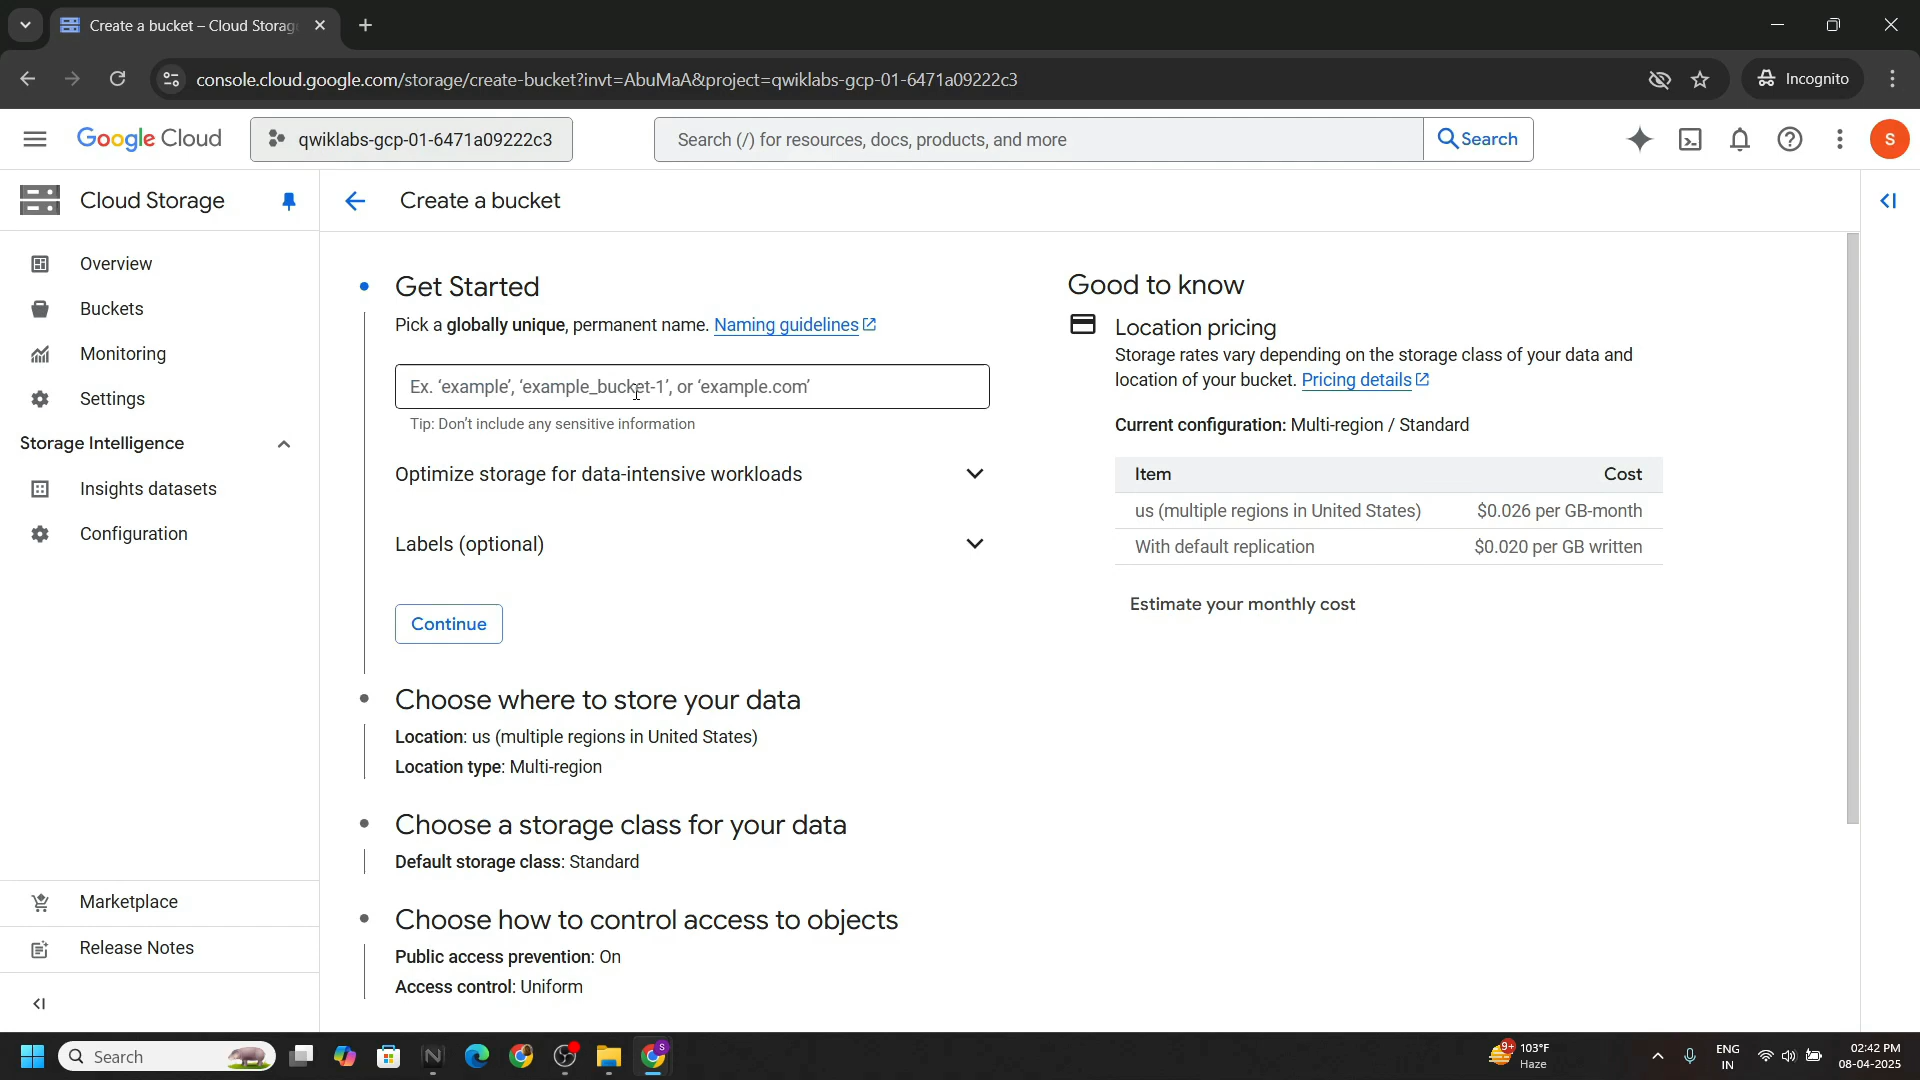 Create a bucket – Cloud Storag
console.cloud.google.com/storage/create-bucket?invt=AbuMaA&project=qwiklabs-gcp-01-6471a09222c3
Incognito
Google Cloud
qwiklabs-gcp-01-6471a09222c3
Search (/) for resources, docs, products, and more
Search
S
Cloud Storage
Create a bucket
Overview
Buckets
Monitoring
Settings
Storage Intelligence
Insights datasets
Configuration
Marketplace
Release Notes
Get Started
Pick a globally unique, permanent name. Naming guidelines
Ex. ‘example’, ‘example_bucket-1’, or ‘example.com’
Tip: Don’t include any sensitive information
Optimize storage for data-intensive workloads
Labels (optional)
Continue
Choose where to store your data
Location: us (multiple regions in United States)
Location type: Multi-region
Choose a storage class for your data
Default storage class: Standard
Choose how to control access to objects
Public access prevention: On
Access control: Uniform
Good to know
Location pricing
Storage rates vary depending on the storage class of your data and
location of your bucket. Pricing details
Current configuration: Multi-region / Standard
Item Cost
us (multiple regions in United States) $0.026 per GB-month
With default replication $0.020 per GB written
Estimate your monthly cost
Search
S
9+
103°F
Haze
ENG
IN
02:42 PM
08-04-2025